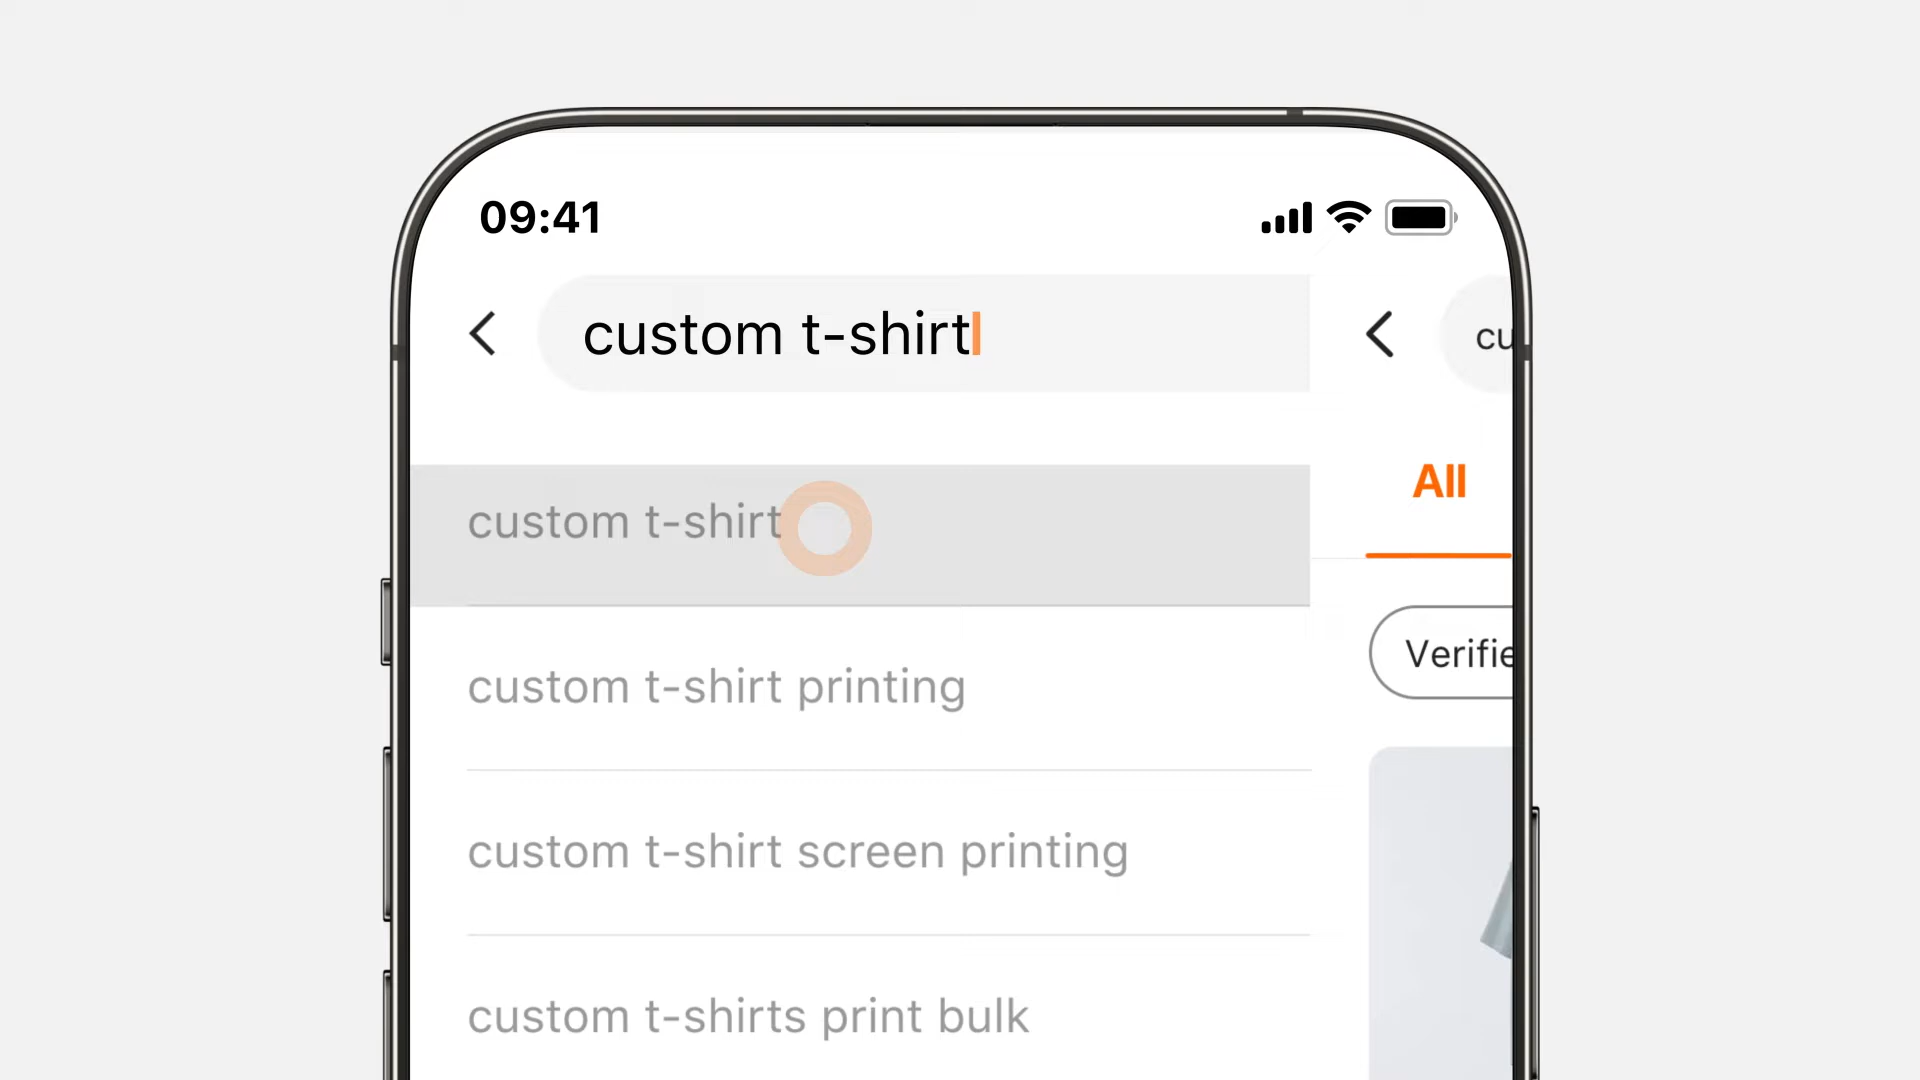 09:41
custom t-shirt
cu
All
custom t-shirt
Verifie
custom t-shirt printing
custom t-shirt screen printing
custom t-shirts print bulk